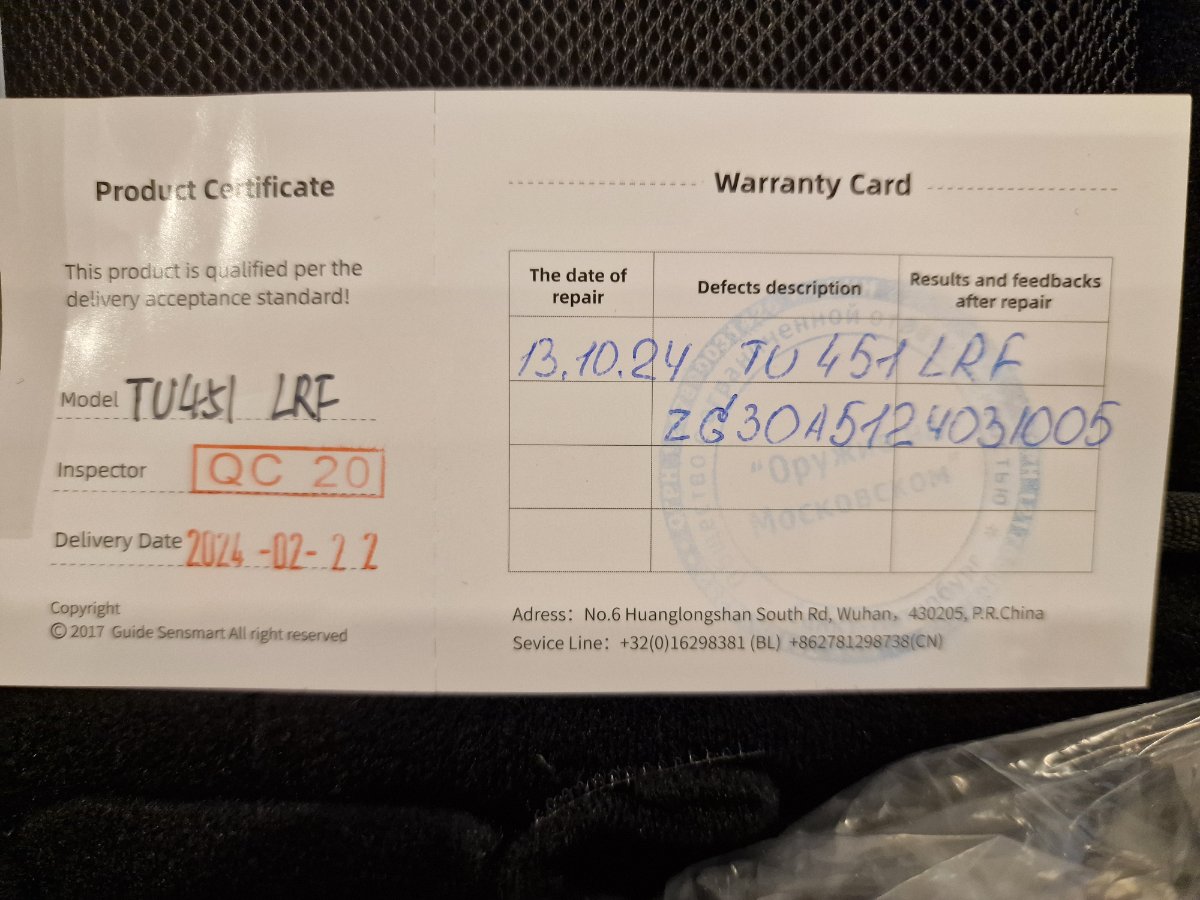 Product Certificate
This product is qualified per the
delivery acceptance standard!
Model TU451 LRF
Inspector QC 20
Delivery Date 2024-02-22
Copyright
© 2017 Guide Sensmart All right reserved
Warranty Card
The date of
repair
Defects description
Results and feedbacks
after repair
13.10.24 TU 451 LRF
ZG30A5124031005
"Оружие
Московском"
Adress： No.6 Huanglongshan South Rd, Wuhan，430205, P.R.China
Sevice Line： +32(0)16298381 (BL) +862781298738(CN)